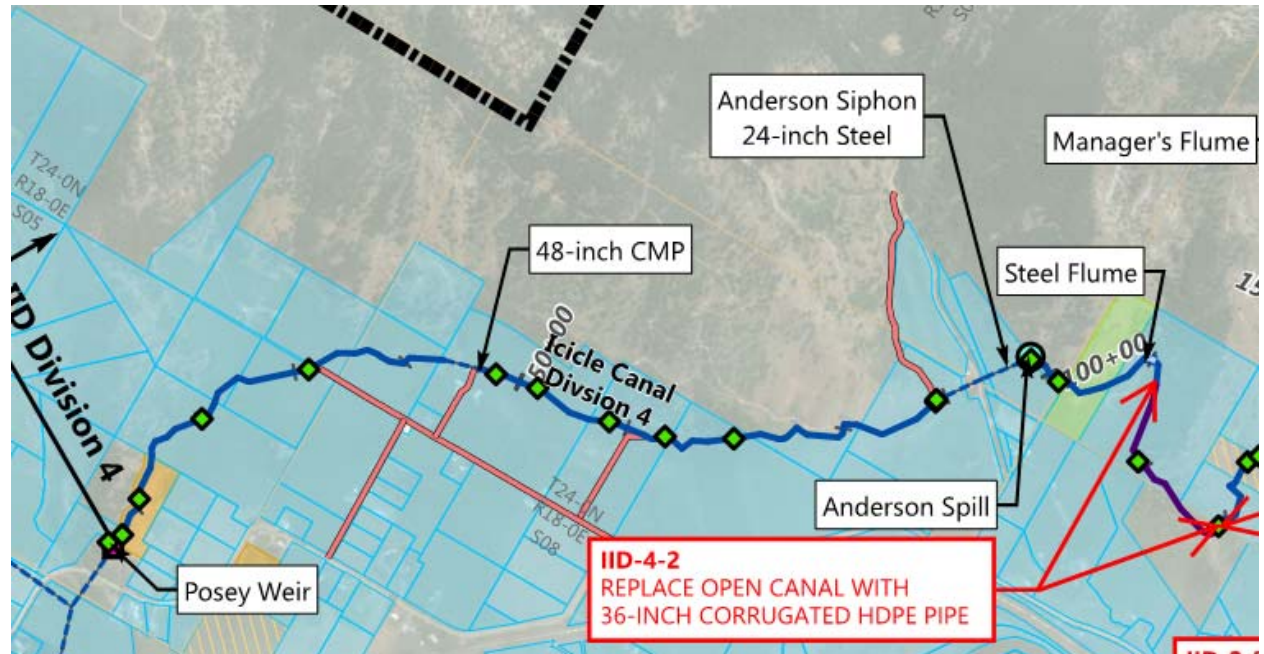 Anderson Siphon
24-inch Steel
Manager's Flume
T24-0N
R18-0E
S05
48-inch CMP
Steel Flume
IID Division 4
00
Icicle Canal
Divsion 4
100+00
Anderson Spill
T24-0N
R18-0E
S08
Posey Weir
IID-4-2
REPLACE OPEN CANAL WITH
36-INCH CORRUGATED HDPE PIPE